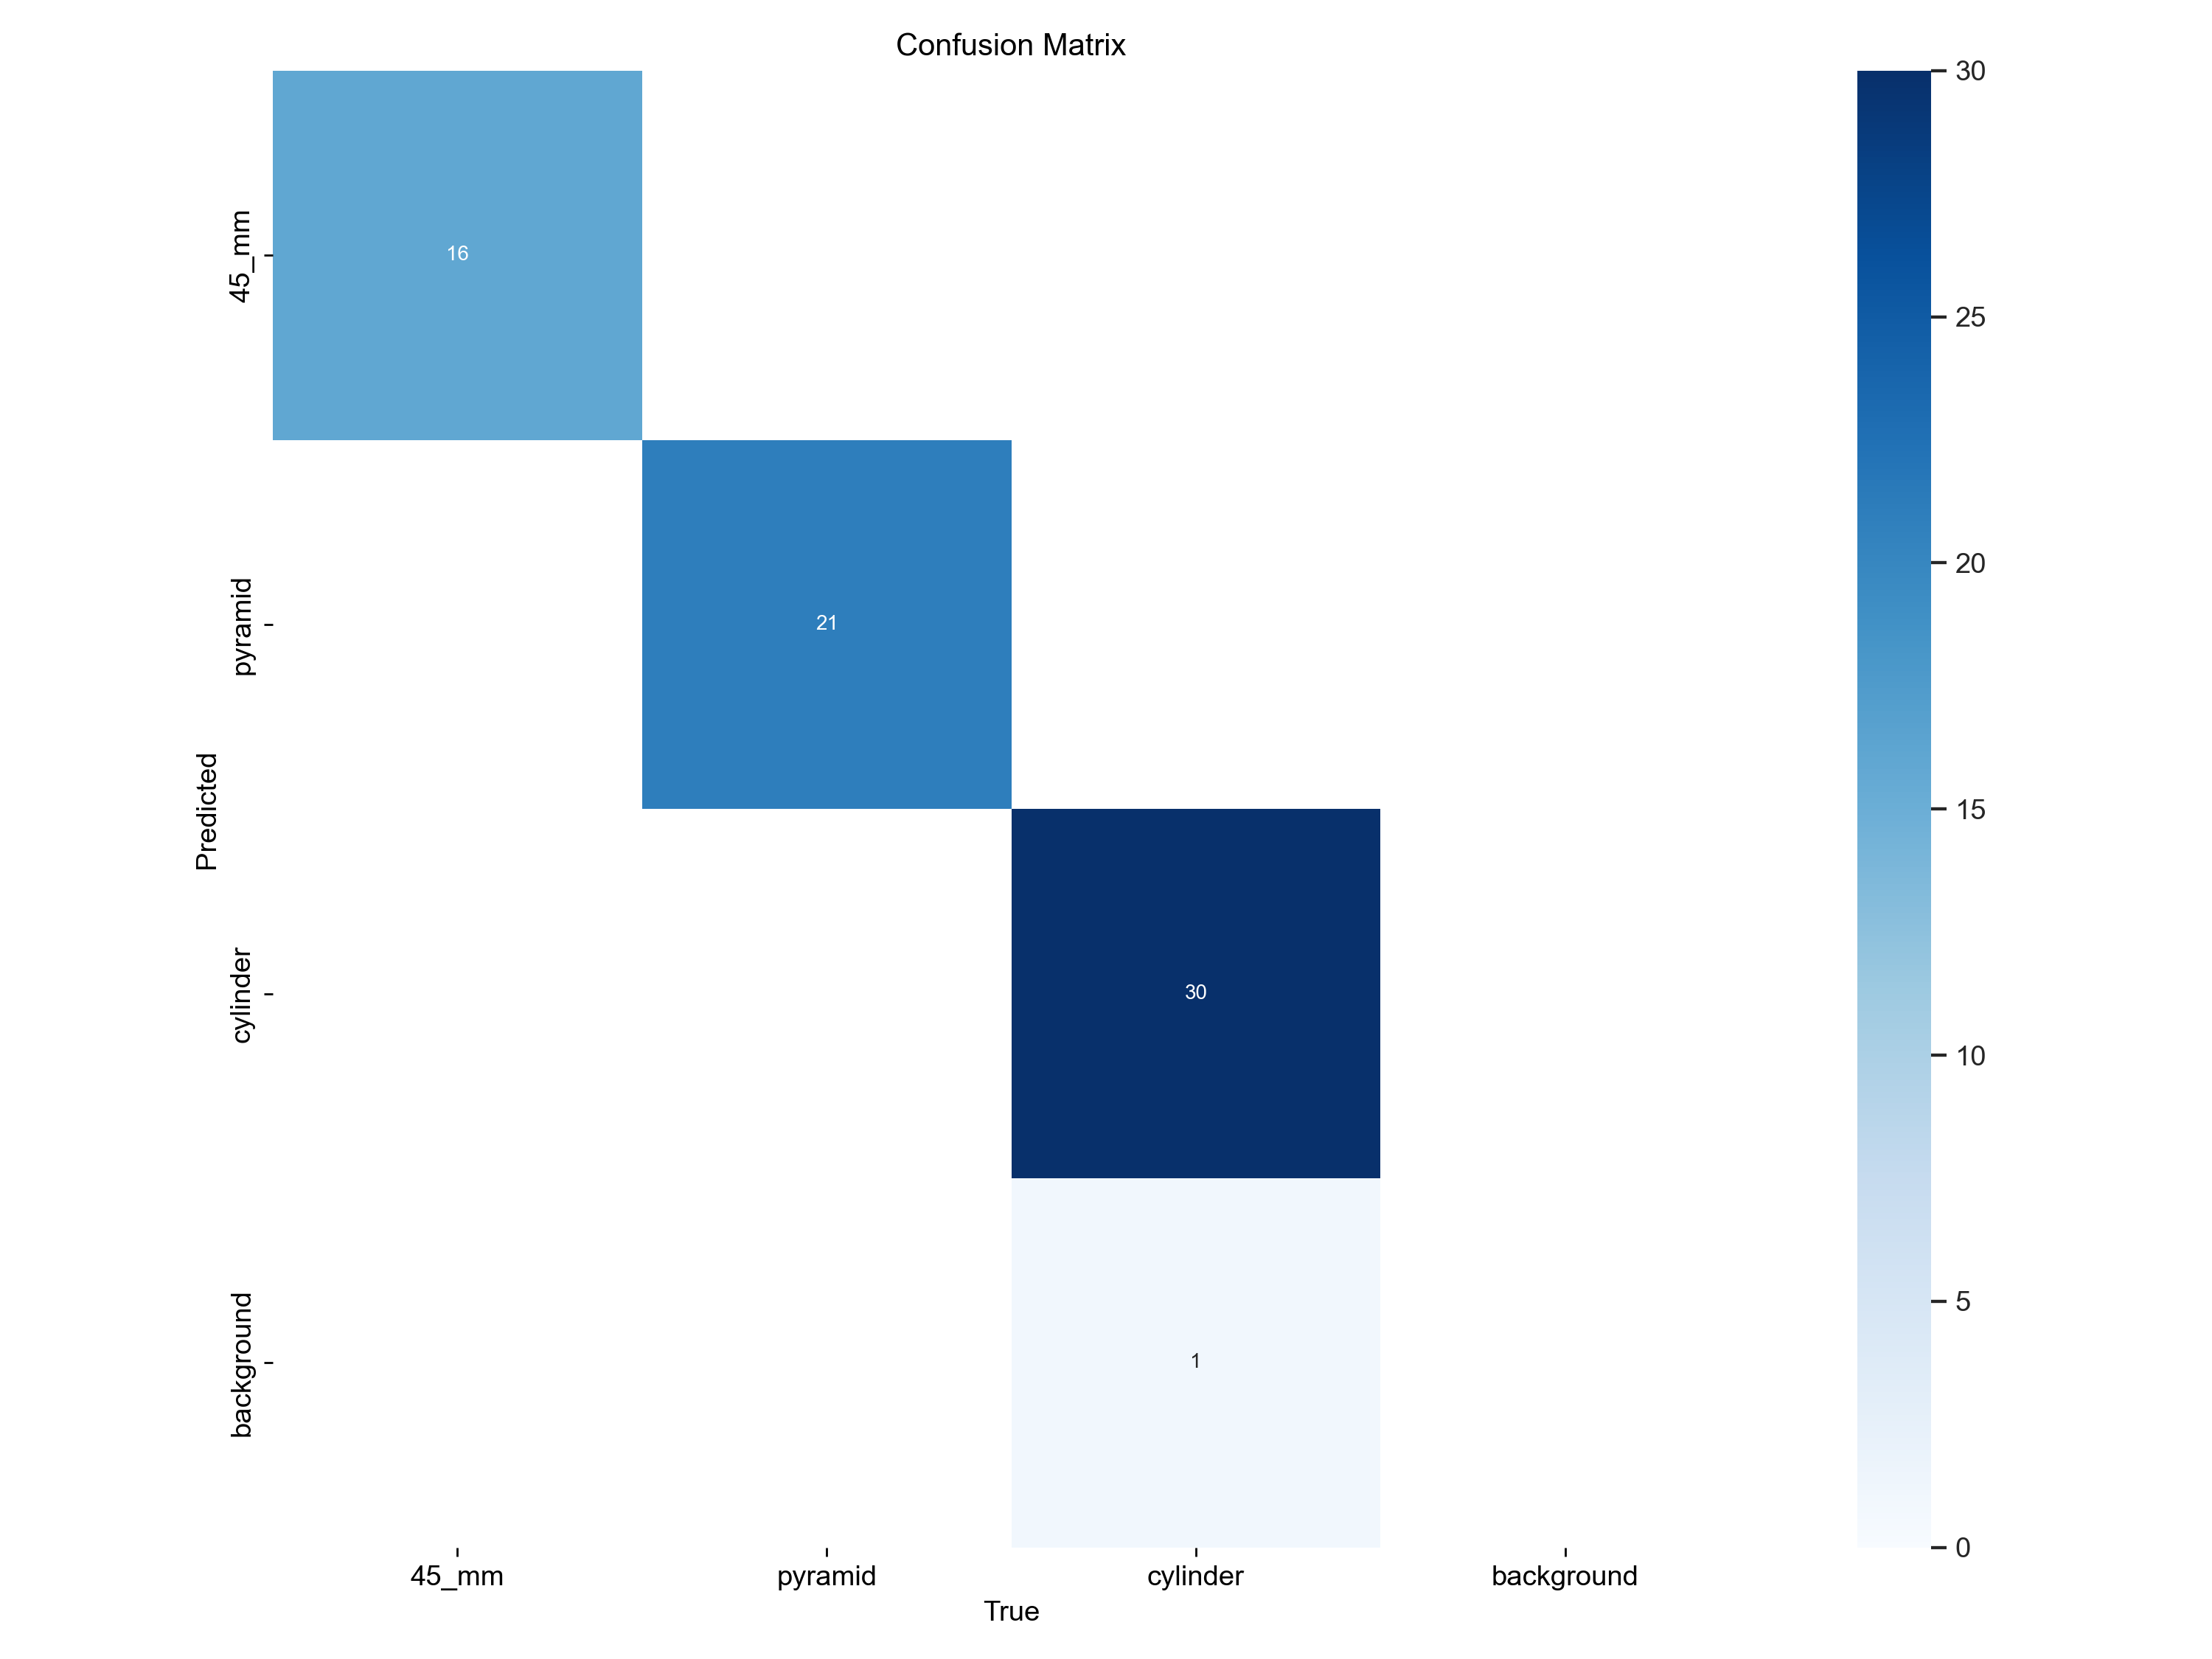 Confusion Matrix
45_mm
pyramid
cylinder
background
Predicted
16
21
30
1
45_mm
pyramid
cylinder
background
True
30
25
20
15
10
5
0